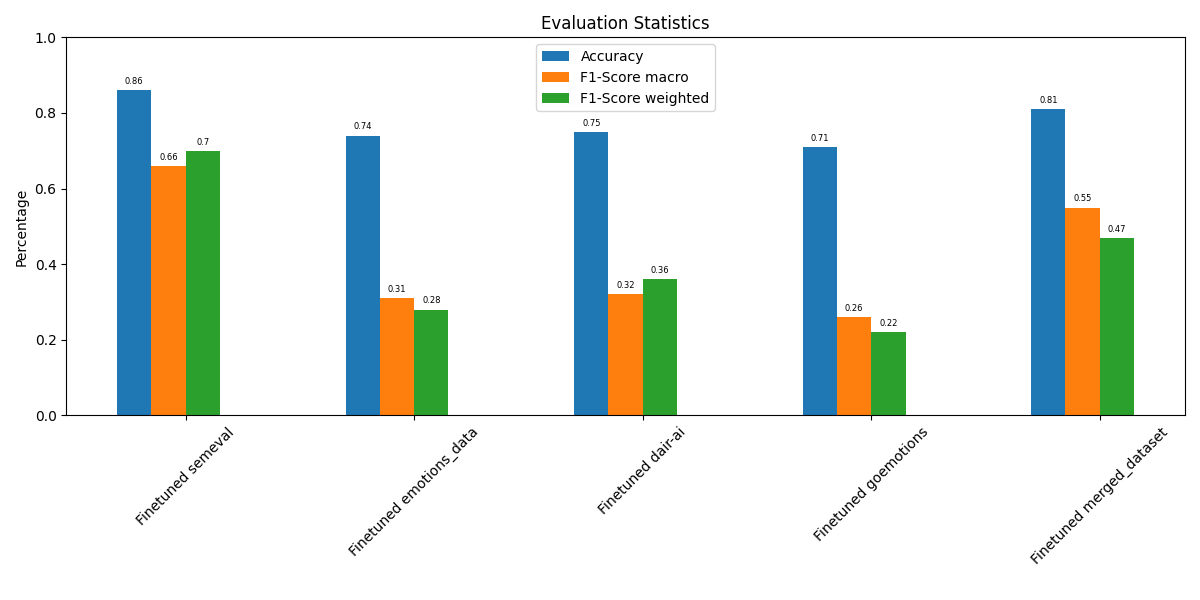 Evaluation Statistics
Accuracy
F1-Score macro
F1-Score weighted
Percentage
1.0
0.8
0.6
0.4
0.2
0.0
0.86
0.66
0.7
0.74
0.31
0.28
0.75
0.32
0.36
0.71
0.26
0.22
0.81
0.55
0.47
Finetuned semeval
Finetuned emotions_data
Finetuned dair-ai
Finetuned goemotions
Finetuned merged_dataset